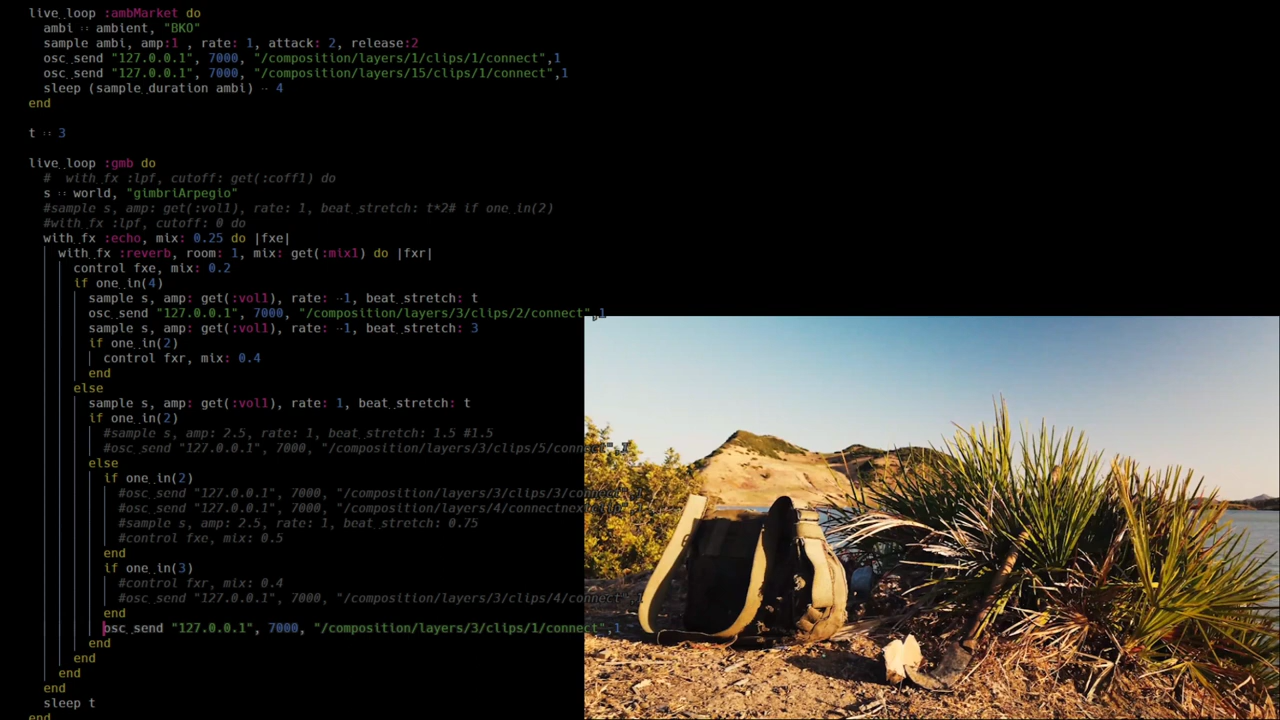 live_loop :ambMarket do
ambi = ambient, "BKO"
sample ambi, amp:1 , rate: 1, attack: 2, release:2
osc_send "127.0.0.1", 7000, "/composition/layers/1/clips/1/connect",1
osc_send "127.0.0.1", 7000, "/composition/layers/15/clips/1/connect",1
sleep (sample_duration ambi) - 4
end
t = 3
live_loop :gmb do
#  with_fx :lpf, cutoff: get(:coff1) do
s = world, "gimbriArpegio"
#sample s, amp: get(:vol1), rate: 1, beat_stretch: t*2# if one_in(2)
#with_fx :lpf, cutoff: 0 do
with_fx :echo, mix: 0.25 do |fxe|
with_fx :reverb, room: 1, mix: get(:mix1) do |fxr|
control fxe, mix: 0.2
if one_in(4)
sample s, amp: get(:vol1), rate: -1, beat_stretch: t
osc_send "127.0.0.1", 7000, "/composition/layers/3/clips/2/connect",1
sample s, amp: get(:vol1), rate: -1, beat_stretch: 3
if one_in(2)
control fxr, mix: 0.4
end
else
sample s, amp: get(:vol1), rate: 1, beat_stretch: t
if one_in(2)
#sample s, amp: 2.5, rate: 1, beat_stretch: 1.5 #1.5
#osc_send "127.0.0.1", 7000, "/composition/layers/3/clips/5/connect",1
else
if one_in(2)
#osc_send "127.0.0.1", 7000, "/composition/layers/3/clips/3/connect",1
#osc_send "127.0.0.1", 7000, "/composition/layers/4/
#sample s, amp: 2.5, rate: 1, beat_stretch: 0.75
#control fxe, mix: 0.5
end
if one_in(3)
#control fxr, mix: 0.4
#osc_send "127.0.0.1", 7000, "/composition/layers/3/clips/4/connect",1
end
osc_send "127.0.0.1", 7000, "/composition/layers/3/clips/1/connect",1
end
end
end
end
sleep t
end